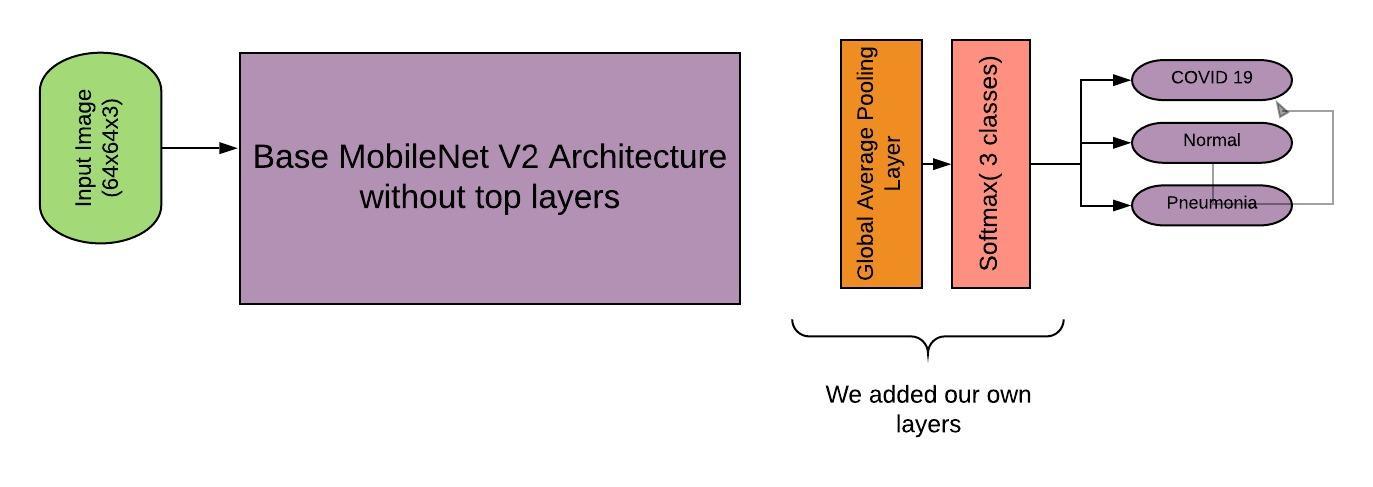 Input Image
(64x64x3)
Base MobileNet V2 Architecture
without top layers
Global Average Pooling
Layer
Softmax( 3 classes)
COVID 19
Normal
Pneumonia
We added our own
layers